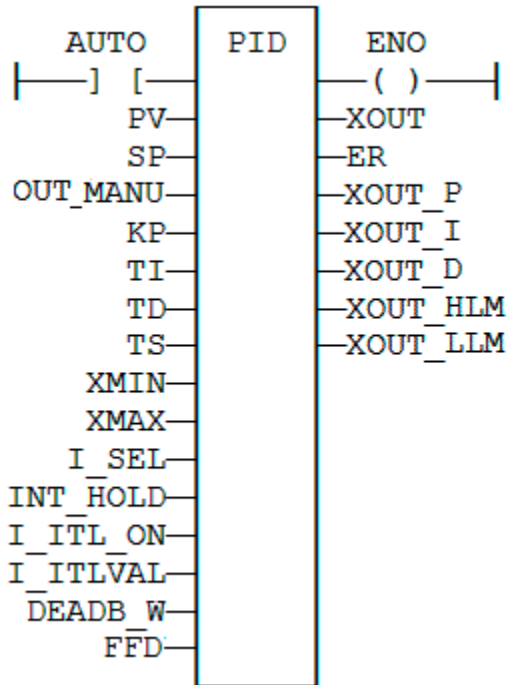 AUTO PID ENO
] [ ( )
PV XOUT
SP ER
OUT_MANU XOUT_P
KP XOUT_I
TI XOUT_D
TD XOUT_HLM
TS XOUT_LLM
XMIN
XMAX
I_SEL
INT_HOLD
I_ITL_ON
I_ITLVAL
DEADB_W
FFD